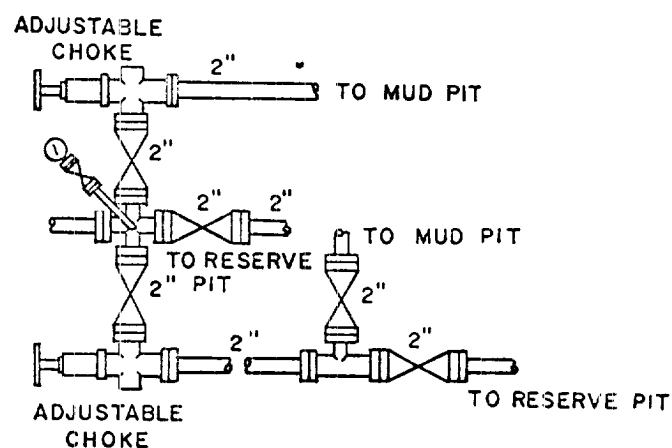 ADJUSTABLE
CHOKE
2"
TO MUD PIT
2"
2"
2"
TO MUD PIT
TO RESERVE
PIT
2"
2"
2"
2"
TO RESERVE PIT
ADJUSTABLE
CHOKE